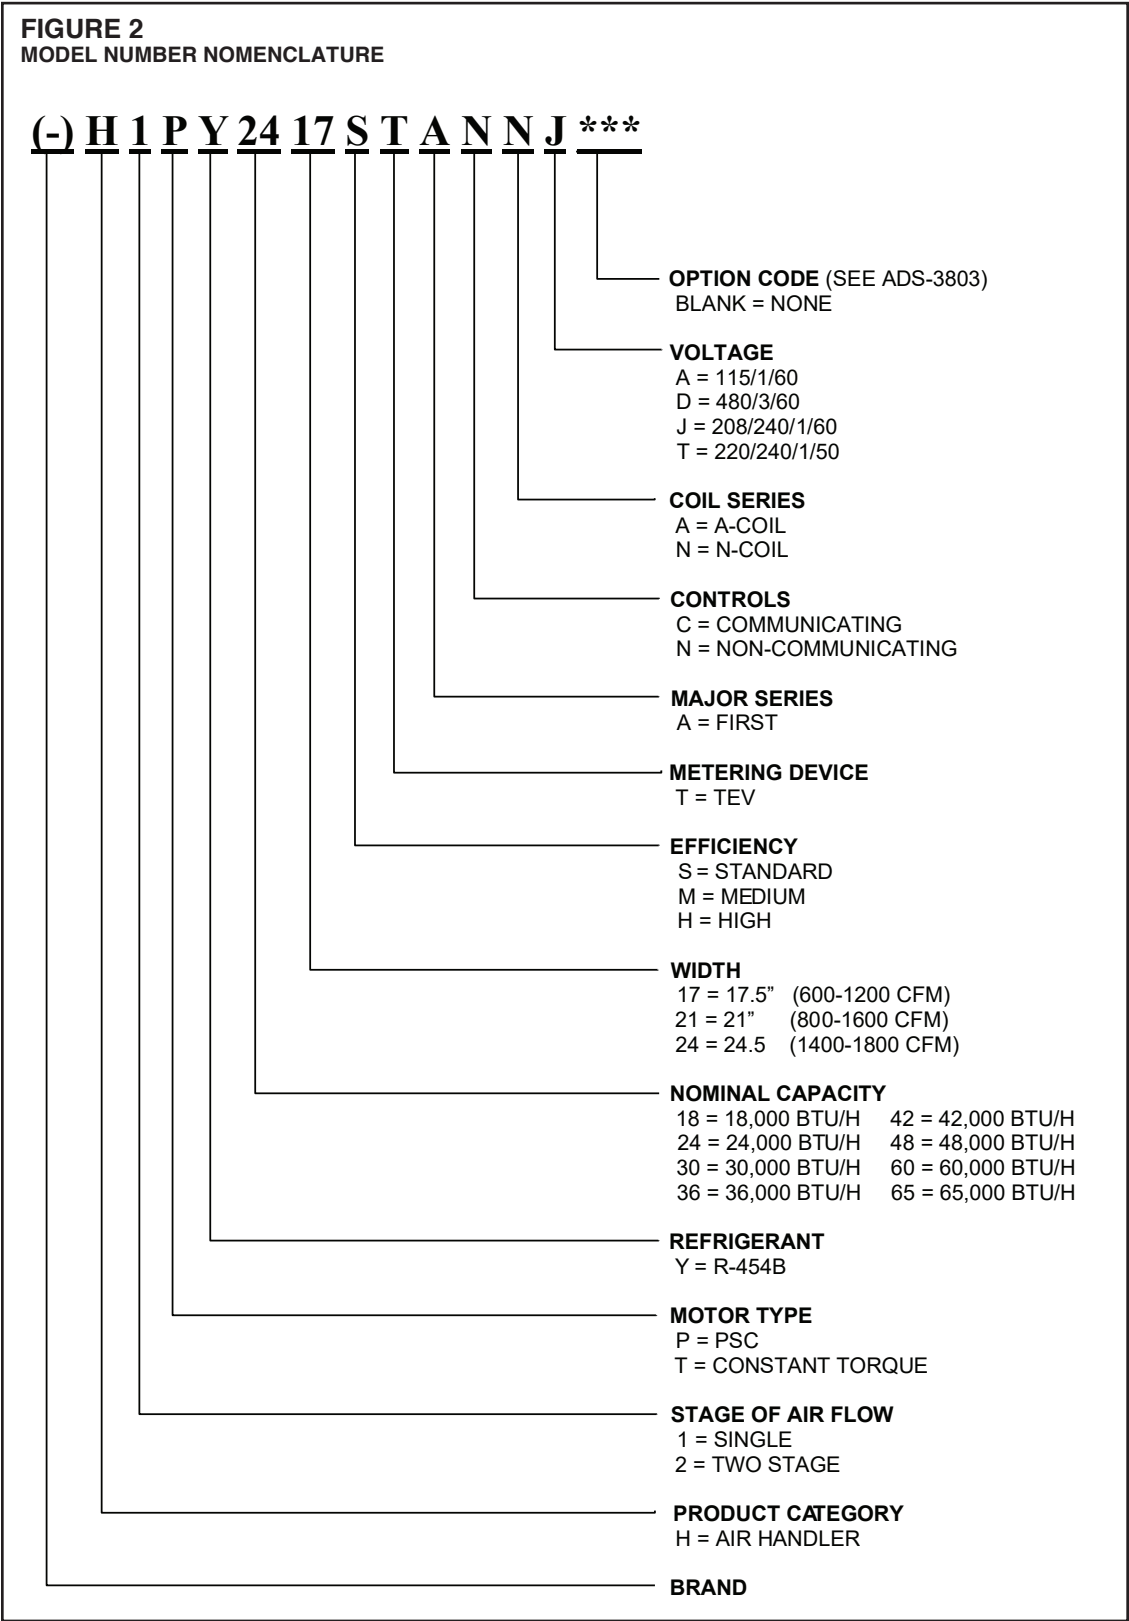 FIGURE 2
MODEL NUMBER NOMENCLATURE
(-) H 1 P Y 24 17 S T A N N J ***
OPTION CODE (SEE ADS-3803)
BLANK = NONE
VOLTAGE
A = 115/1/60
D = 480/3/60
J = 208/240/1/60
T = 220/240/1/50
COIL SERIES
A = A-COIL
N = N-COIL
CONTROLS
C = COMMUNICATING
N = NON-COMMUNICATING
MAJOR SERIES
A = FIRST
METERING DEVICE
T = TEV
EFFICIENCY
S = STANDARD
M = MEDIUM
H = HIGH
WIDTH
17 = 17.5” (600-1200 CFM)
21 = 21” (800-1600 CFM)
24 = 24.5 (1400-1800 CFM)
NOMINAL CAPACITY
18 = 18,000 BTU/H 42 = 42,000 BTU/H
24 = 24,000 BTU/H 48 = 48,000 BTU/H
30 = 30,000 BTU/H 60 = 60,000 BTU/H
36 = 36,000 BTU/H 65 = 65,000 BTU/H
REFRIGERANT
Y = R-454B
MOTOR TYPE
P = PSC
T = CONSTANT TORQUE
STAGE OF AIR FLOW
1 = SINGLE
2 = TWO STAGE
PRODUCT CATEGORY
H = AIR HANDLER
BRAND